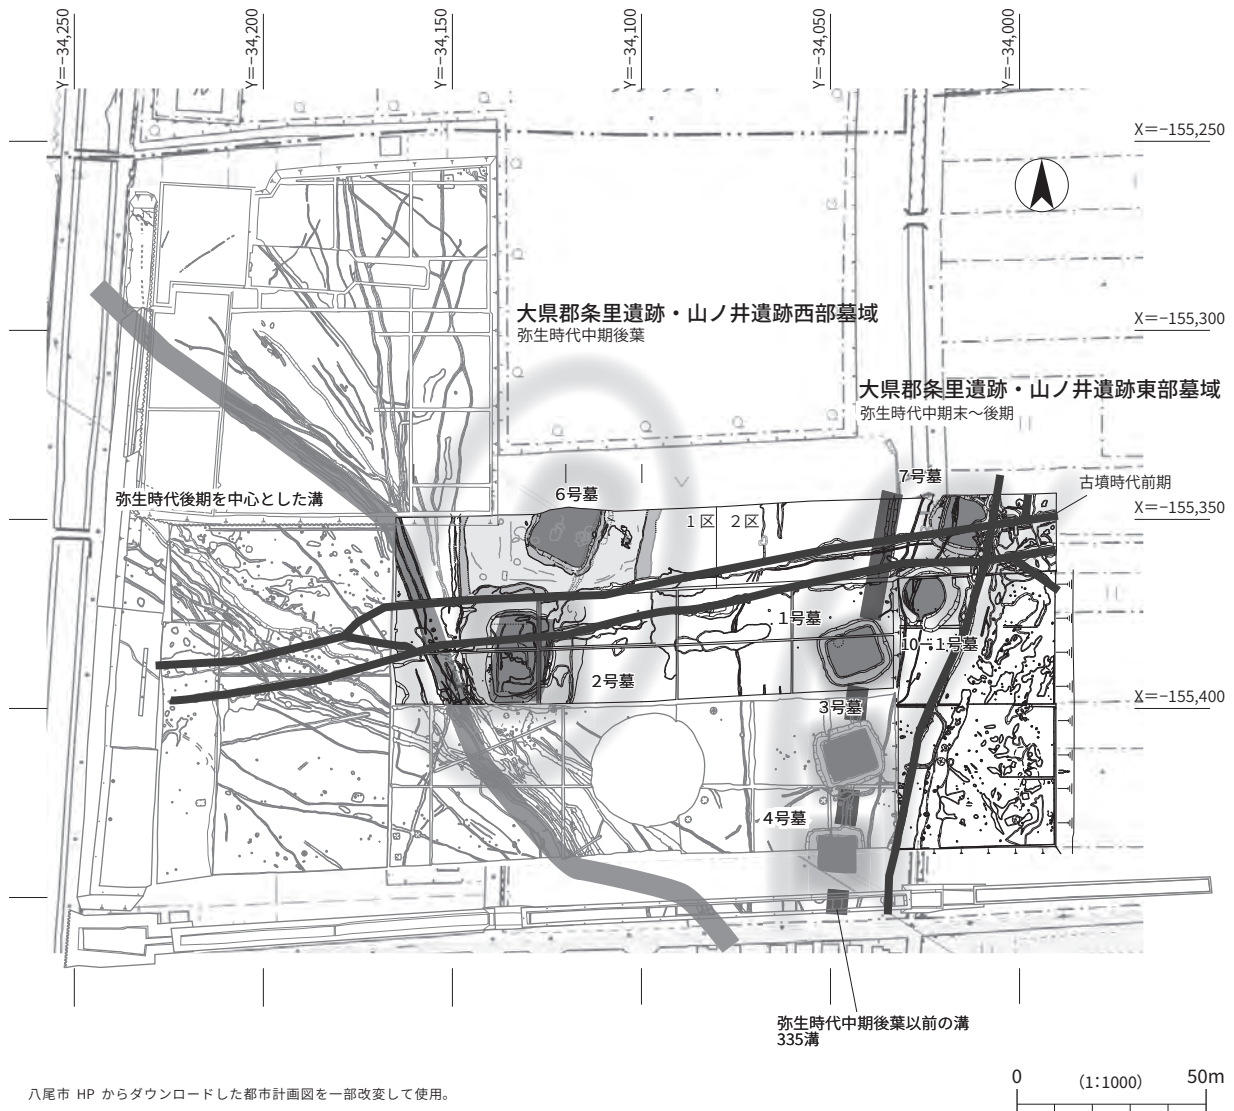 Y=−34,250
Y=−34,200
Y=−34,150
Y=−34,100
Y=−34,050
Y=−34,000
X=−155,250
X=−155,300
大県郡条里遺跡・山ノ井遺跡西部墓域
弥生時代中期後葉
大県郡条里遺跡・山ノ井遺跡東部墓域
弥生時代中期末～後期
7号墓
古墳時代前期
弥生時代後期を中心とした溝
6号墓
1区
2区
X=−155,350
1号墓
10−1号墓
2号墓
3号墓
X=−155,400
4号墓
弥生時代中期後葉以前の溝
335溝
八尾市 HP からダウンロードした都市計画図を一部改変して使用。
0 (1:1000) 50m